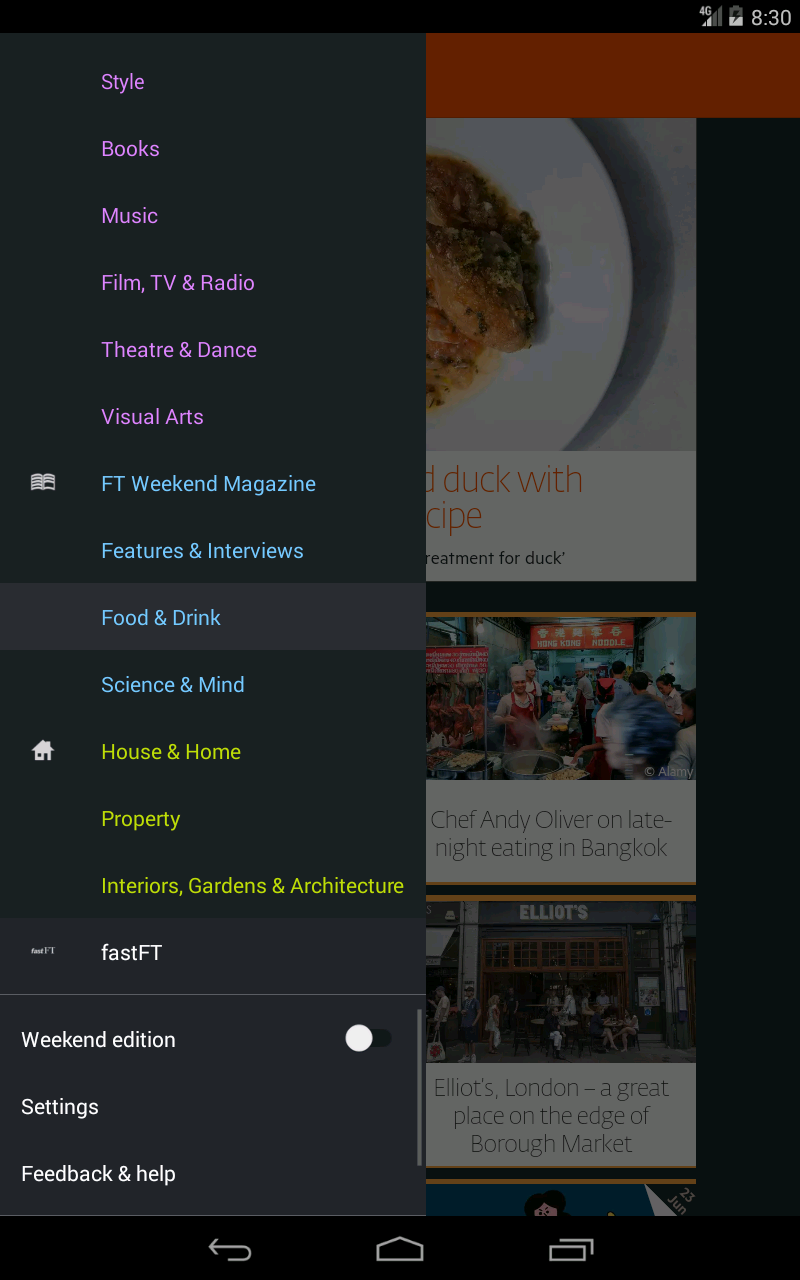 4G 8:30
Style
Books
Music
Film, TV & Radio
Theatre & Dance
Visual Arts
FT Weekend Magazine
Features & Interviews
Food & Drink
Science & Mind
House & Home
Property
Interiors, Gardens & Architecture
fast FT
fastFT
Weekend edition
Settings
Feedback & help
duck with
cipe
reatment for duck’
HONG KONG NOODLE
© Alamy
Chef Andy Oliver on late-
night eating in Bangkok
ELLIOT'S
Elliot’s, London – a great
place on the edge of
Borough Market
23
Jun